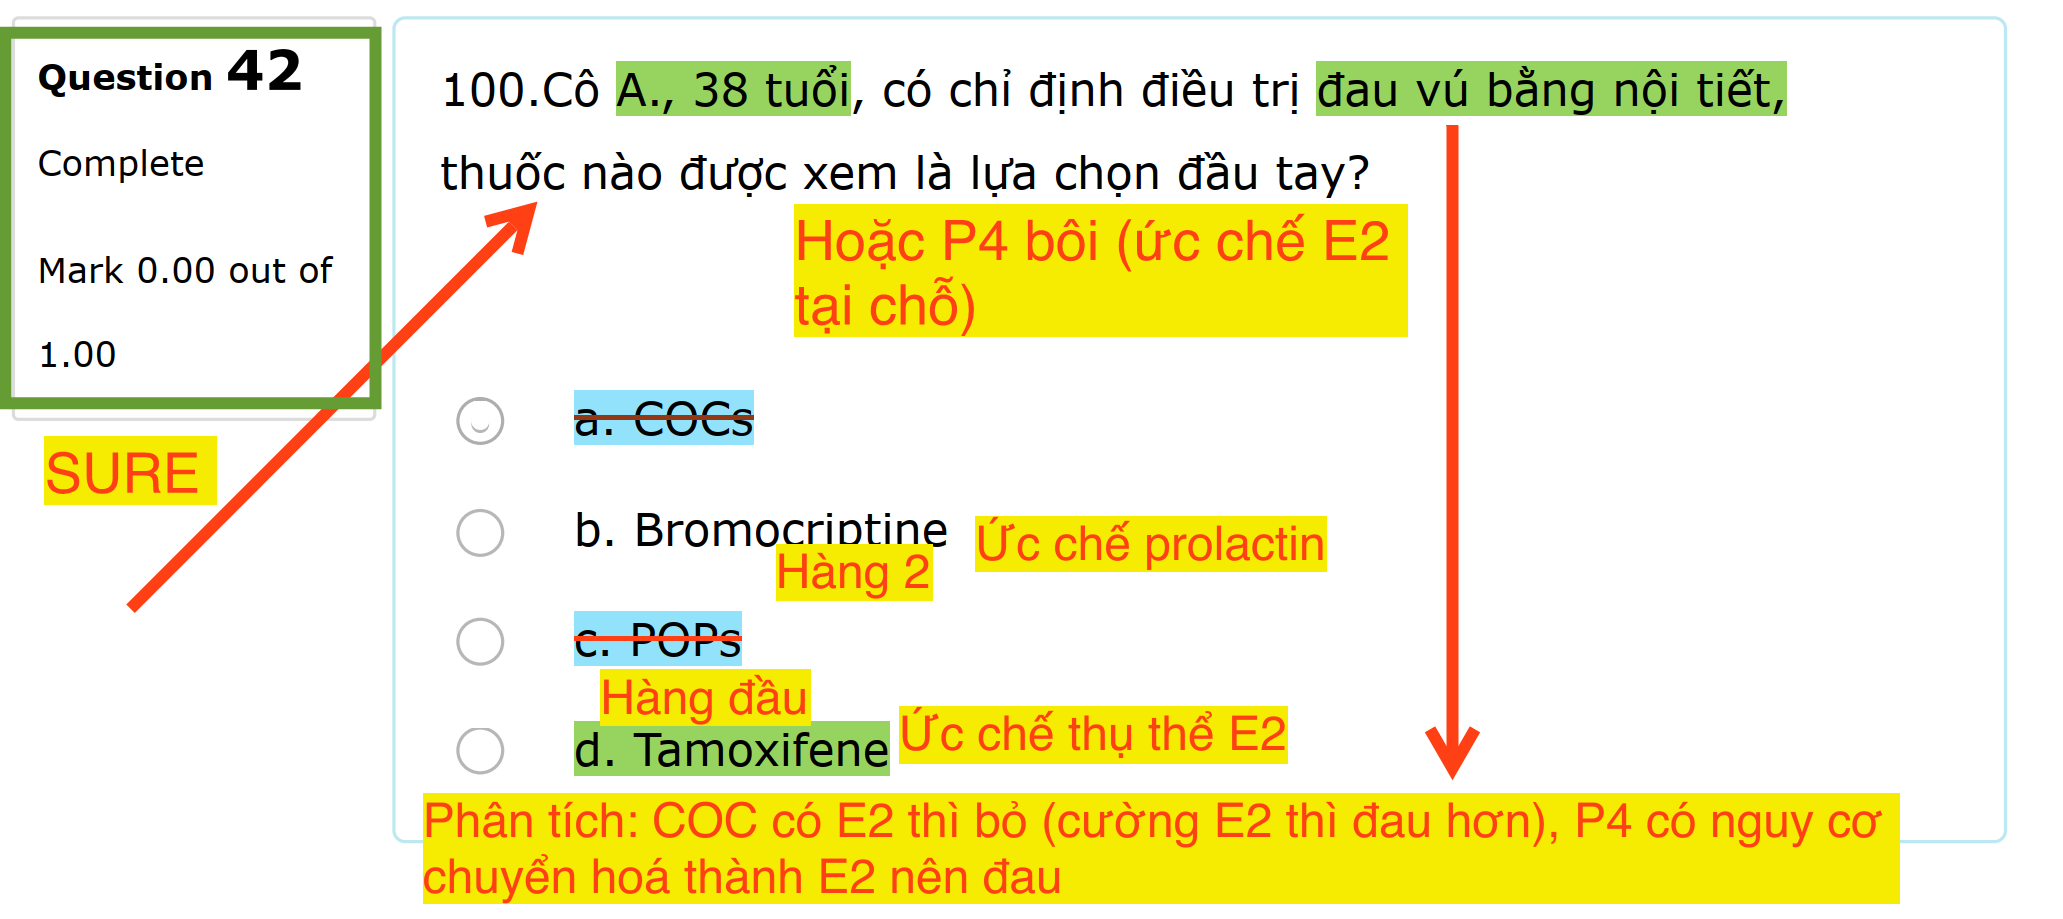 Question 42
Complete
Mark 0.00 out of
1.00
SURE
100.Cô A., 38 tuổi, có chỉ định điều trị đau vú bằng nội tiết,
thuốc nào được xem là lựa chọn đầu tay?
Hoặc P4 bôi (ức chế E2
tại chỗ)
a. COCs
b. Bromocriptine
Ức chế prolactin
Hàng 2
c. POPs
Hàng đầu
d. Tamoxifene
Ức chế thụ thể E2
Phân tích: COC có E2 thì bỏ (cường E2 thì đau hơn), P4 có nguy cơ
chuyển hoá thành E2 nên đau